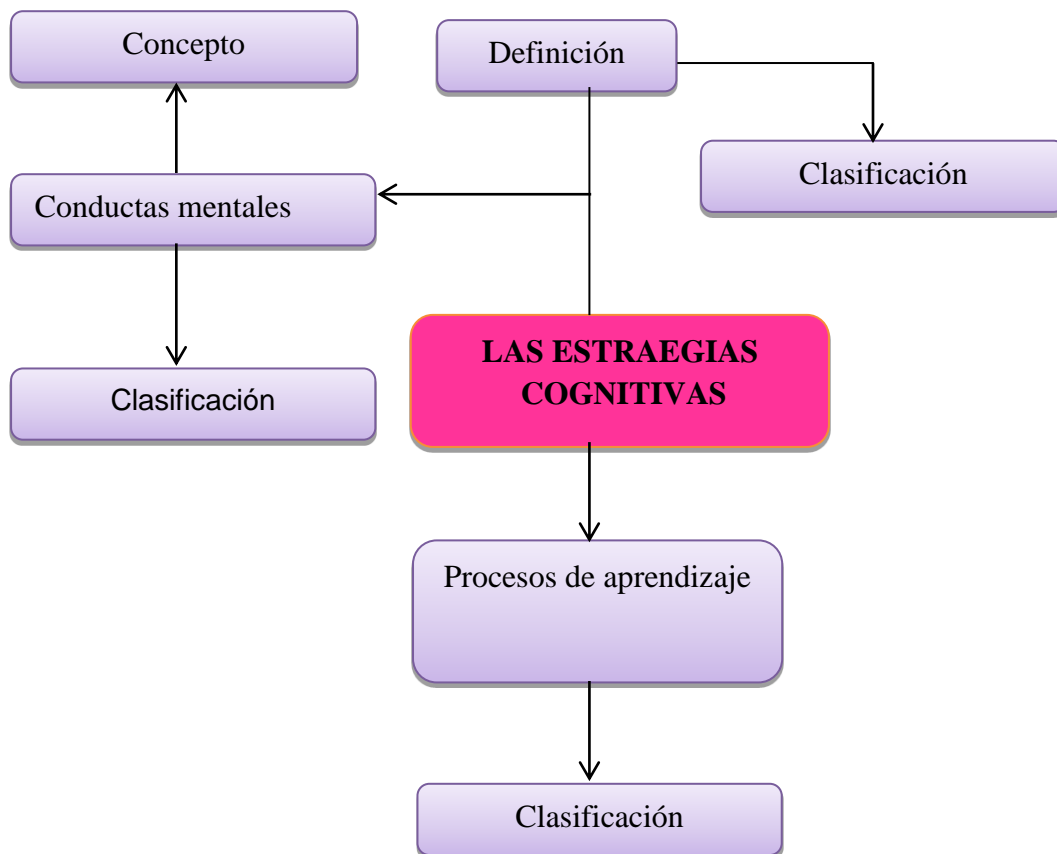 Concepto
Definición
Clasificación
Conductas mentales
LAS ESTRAEGIAS
COGNITIVAS
Clasificación
Procesos de aprendizaje
Clasificación